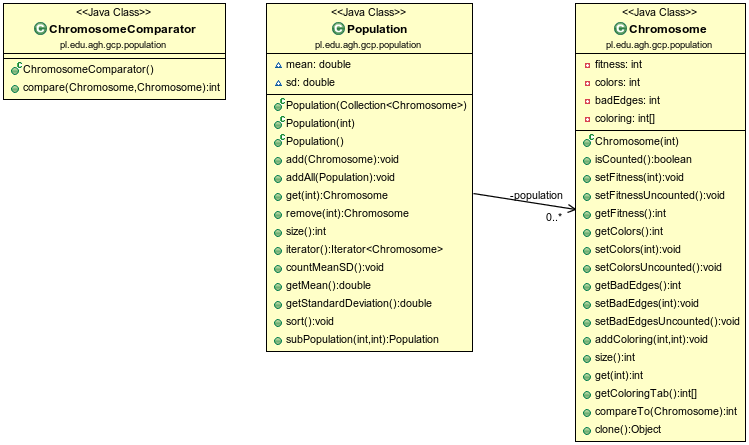 <<Java Class>>
ChromosomeComparator
pl.edu.agh.gcp.population
ChromosomeComparator()
compare(Chromosome,Chromosome):int
<<Java Class>>
Population
pl.edu.agh.gcp.population
mean: double
sd: double
Population(Collection<Chromosome>)
Population(int)
Population()
add(Chromosome):void
addAll(Population):void
get(int):Chromosome
remove(int):Chromosome
size():int
iterator():Iterator<Chromosome>
countMeanSD():void
getMean():double
getStandardDeviation():double
sort():void
subPopulation(int,int):Population
-population
0..*
<<Java Class>>
Chromosome
pl.edu.agh.gcp.population
fitness: int
colors: int
badEdges: int
coloring: int[]
Chromosome(int)
isCounted():boolean
setFitness(int):void
setFitnessUncounted():void
getFitness():int
getColors():int
setColors(int):void
setColorsUncounted():void
getBadEdges():int
setBadEdges(int):void
setBadEdgesUncounted():void
addColoring(int,int):void
size():int
get(int):int
getColoringTab():int[]
compareTo(Chromosome):int
clone():Object